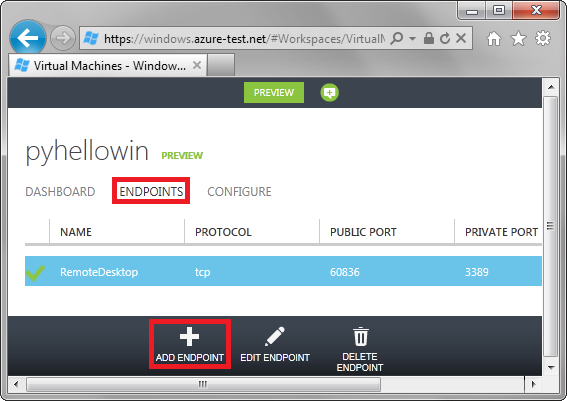 https://windows.azure-test.net/#Workspaces/VirtualM
Virtual Machines - Window...
PREVIEW
pyhellowin PREVIEW
DASHBOARD ENDPOINTS CONFIGURE
NAME PROTOCOL PUBLIC PORT PRIVATE PORT
RemoteDesktop tcp 60836 3389
ADD ENDPOINT EDIT ENDPOINT DELETE
ENDPOINT